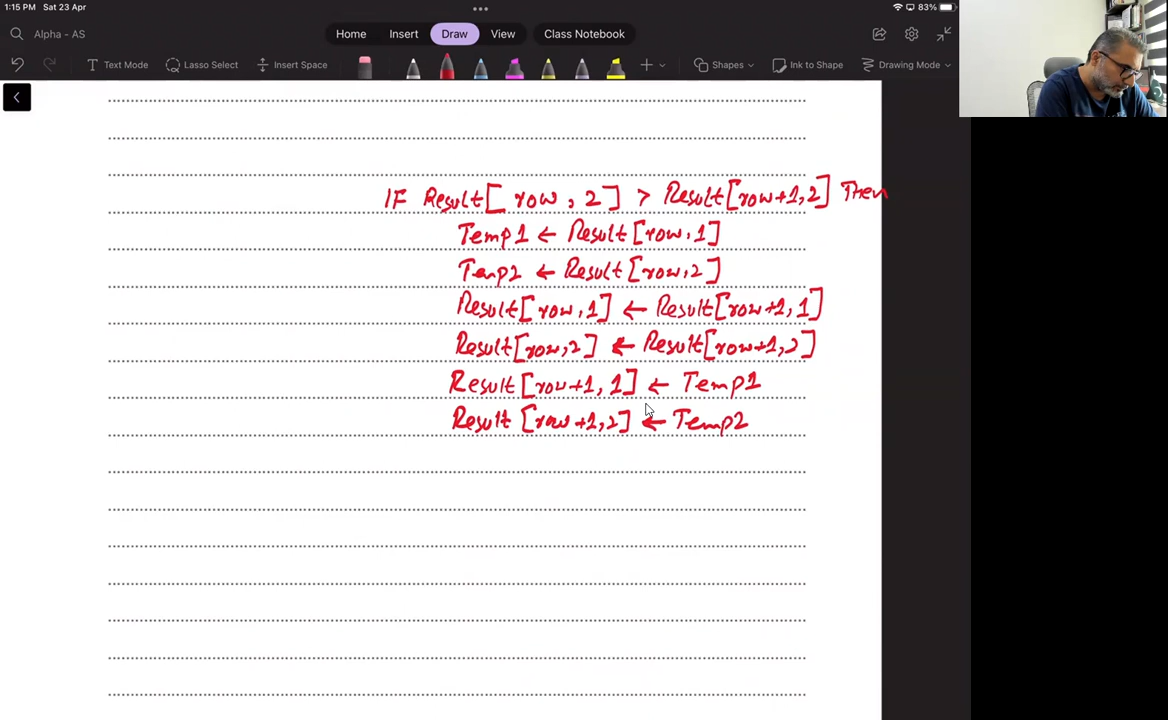 1:15 PM Sat 23 Apr
83%
Alpha - AS
Home Insert Draw View Class Notebook
Text Mode Lasso Select Insert Space Shapes Ink to Shape Drawing Mode
IF Result[ row, 2] > Result[row+1,2] Then
Temp1 ← Result[row,1]
Temp2 ← Result[row,2]
Result[row,1] ← Result[row+1,1]
Result[row,2] ← Result[row+1,2]
Result[row+1,1] ← Temp1
Result [row+1,2] ← Temp2